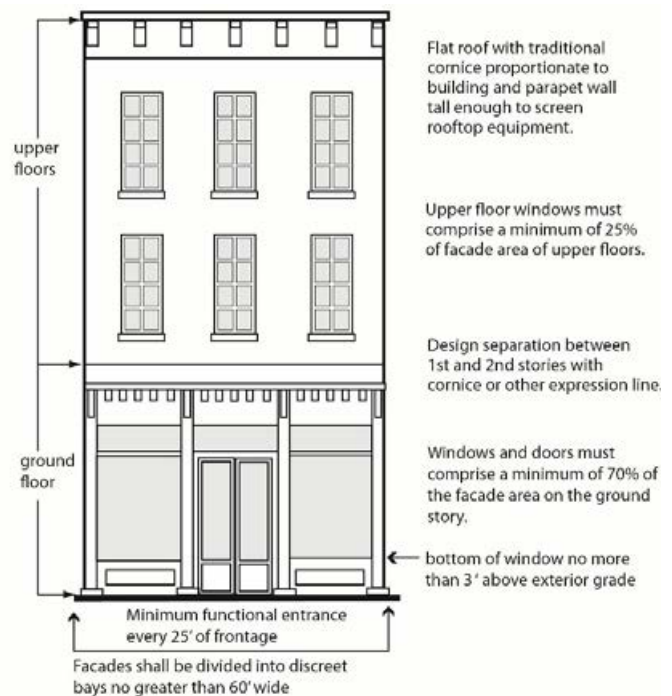 Flat roof with traditional
cornice proportionate to
building and parapet wall
tall enough to screen
rooftop equipment.
upper
floors
Upper floor windows must
comprise a minimum of 25%
of facade area of upper floors.
Design separation between
1st and 2nd stories with
cornice or other expression line.
ground
floor
Windows and doors must
comprise a minimum of 70% of
the facade area on the ground
story.
bottom of window no more
than 3' above exterior grade
Minimum functional entrance
every 25' of frontage
Facades shall be divided into discreet
bays no greater than 60' wide